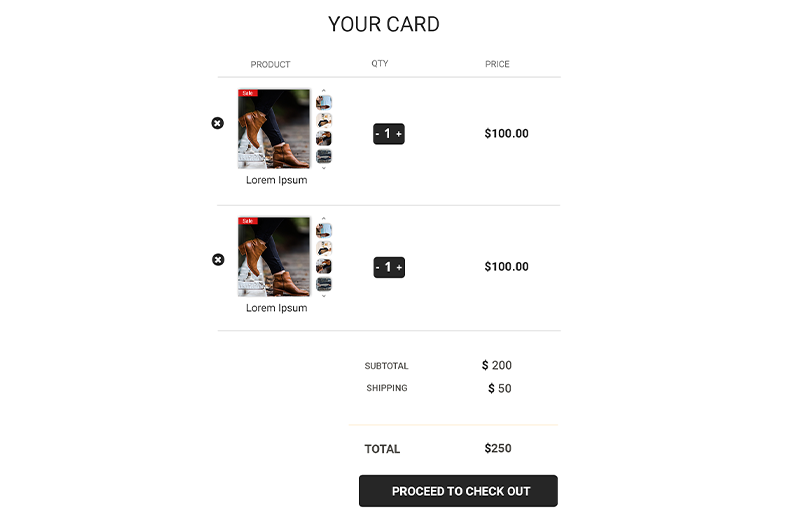 YOUR CARD
PRODUCT QTY PRICE
Sale
- 1 + $100.00
Lorem Ipsum
Sale
- 1 + $100.00
Lorem Ipsum
SUBTOTAL $ 200
SHIPPING $ 50
TOTAL $250
PROCEED TO CHECK OUT